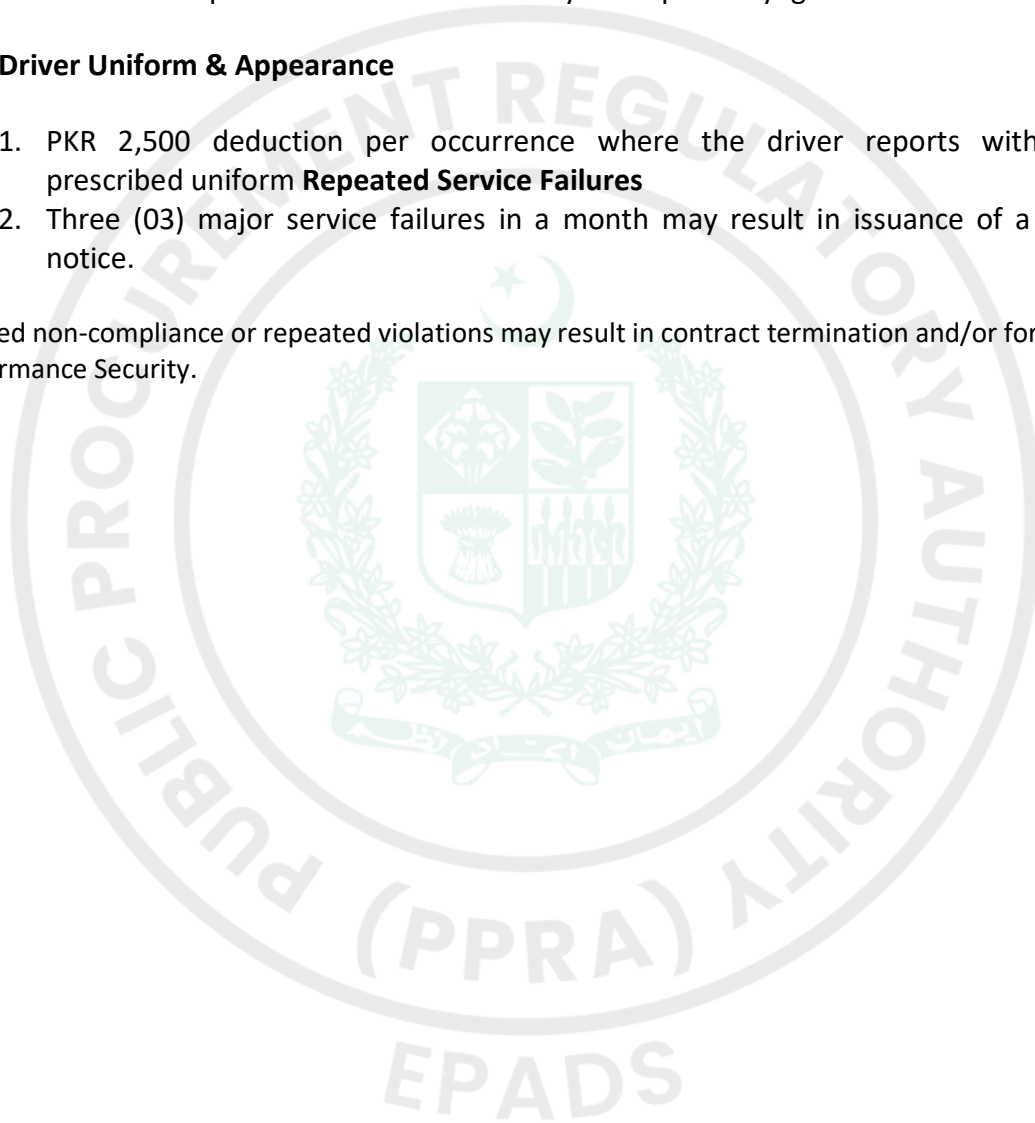 Driver Uniform & Appearance
1. PKR 2,500 deduction per occurrence where the driver reports with
prescribed uniform Repeated Service Failures
2. Three (03) major service failures in a month may result in issuance of a
notice.
ed non-compliance or repeated violations may result in contract termination and/or for
rmance Security.
PUBLIC PROCUREMENT REGULATORY AUTHORITY
(PPRA)
EPADS